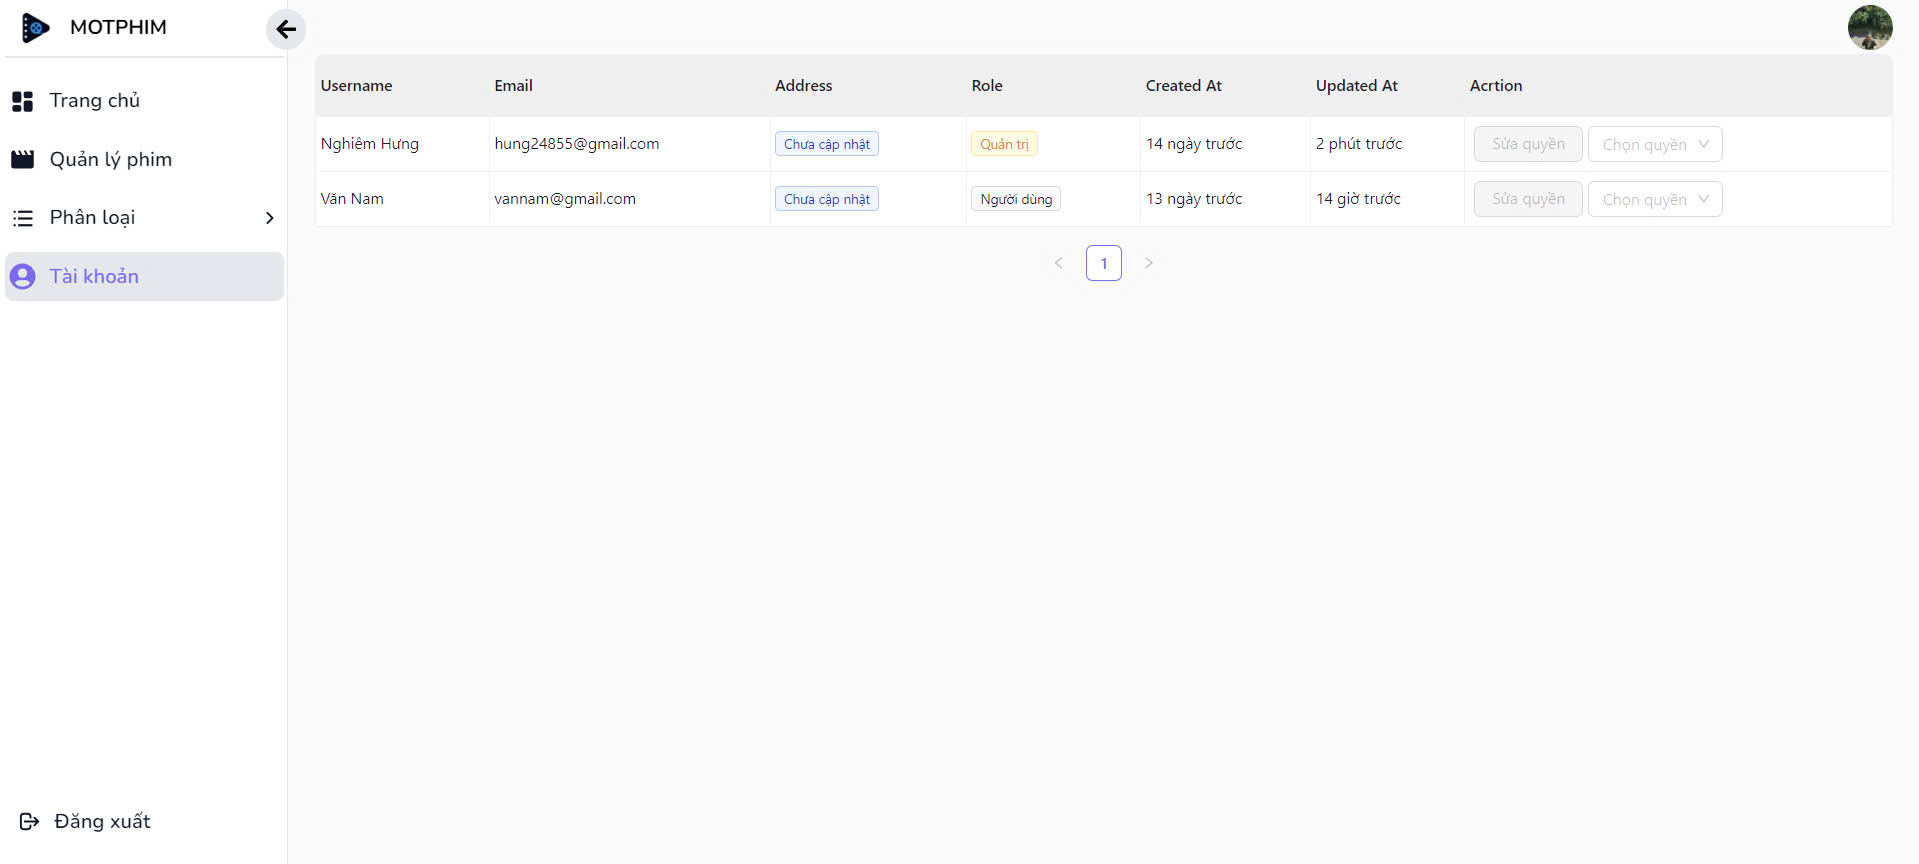 MOTPHIM
Trang chủ
Quản lý phim
Phân loại
Tài khoản
Đăng xuất
Username Email Address Role Created At Updated At Acrtion
Nghiêm Hưng hung24855@gmail.com Chưa cập nhật Quản trị 14 ngày trước 2 phút trước Sửa quyền Chọn quyền
Văn Nam vannam@gmail.com Chưa cập nhật Người dùng 13 ngày trước 14 giờ trước Sửa quyền Chọn quyền
1